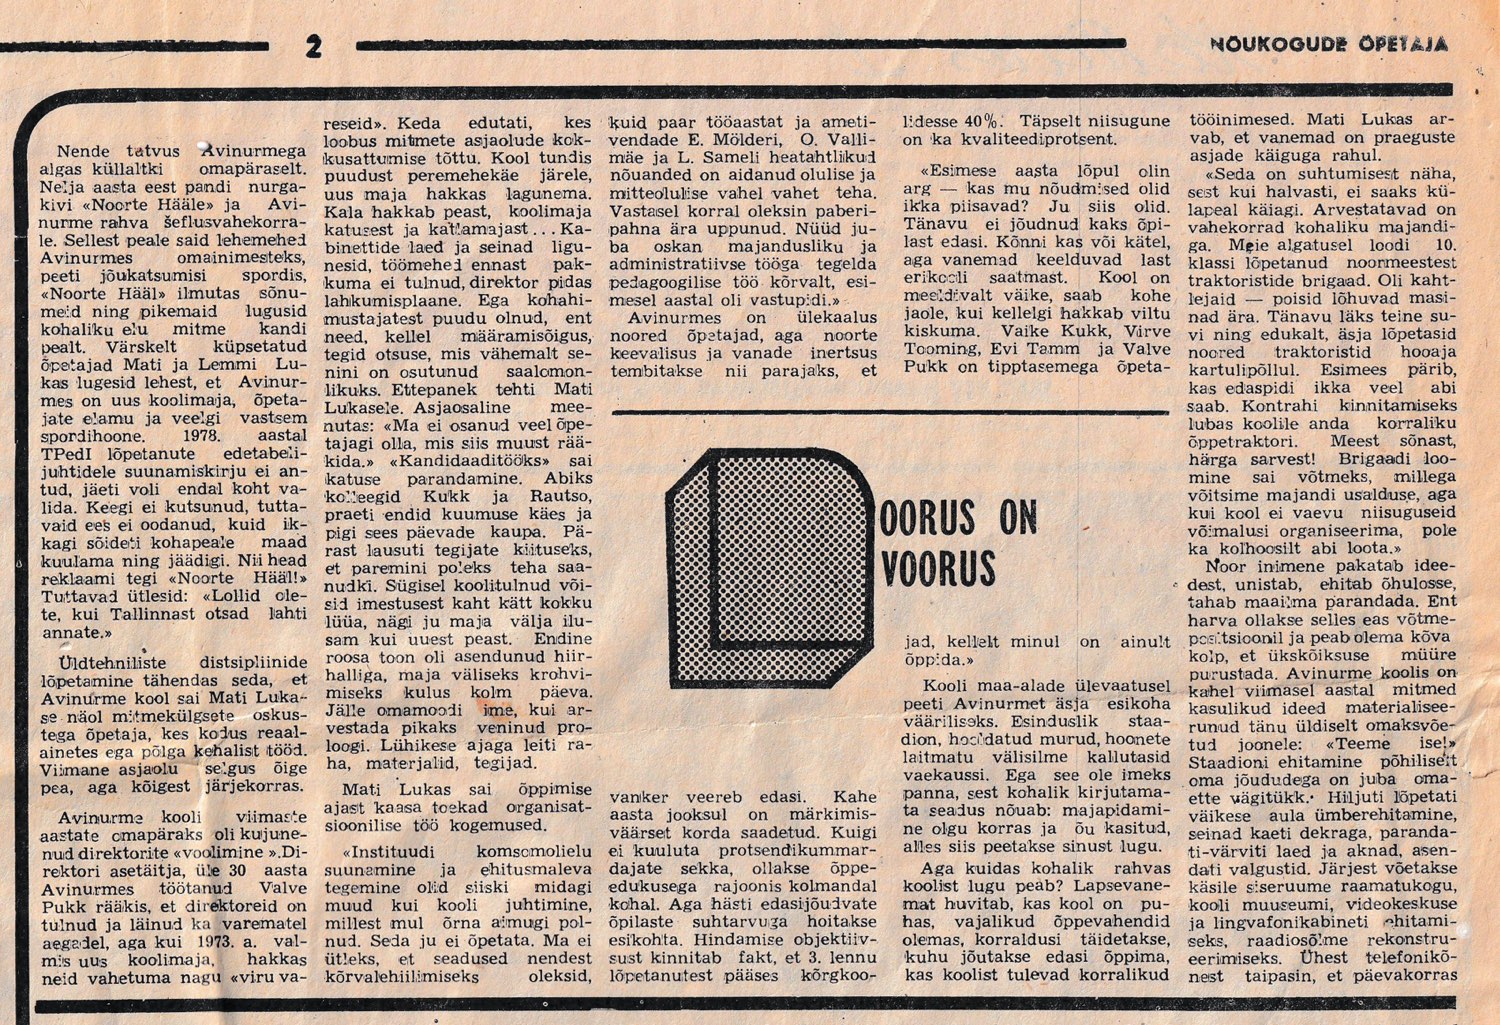 2
NÕUKOGUDE ÕPETAJA
Nende tutvus Avinurmega
algas küllaltki omapäraselt.
Nelja aasta eest pandi nurga-
kivi «Noorte Hääle» ja Avi-
nurme rahva šeflusvahekorra-
le. Sellest peale said lehemehed
Avinurmes omainimesteks,
peeti jõukatsumisi spordis,
«Noorte Hääl» ilmutas sõnu-
meid ning pikemaid lugusid
kohaliku elu mitme kandi
pealt. Värskelt küpsetatud
õpetajad Mati ja Lemmi Lu-
kas lugesid lehest, et Avinur-
mes on uus koolimaja, õpeta-
jate elamu ja veelgi vastsem
spordihoone. 1978. aastal
TPedI lõpetanute edetabeli-
juhtidele suunamiskirju ei an-
tud, jäeti voli endal koht va-
lida. Keegi ei kutsunud, tutta-
vaid ees ei oodanud, kuid ik-
kagi sõideti kohapeale maad
kuulama ning jäädigi. Nii head
reklaami tegi «Noorte Hääl!»
Tuttavad ütlesid: «Lollid ole-
te, kui Tallinnast otsad lahti
annate.»
Üldtehniliste distsipliinide
lõpetamine tähendas seda, et
Avinurme kool sai Mati Luka-
se näol mitmekülgsete oskus-
tega õpetaja, kes kodus reaal-
ainetes ega põlga kehalist tööd.
Viimane asjaolu selgus õige
pea, aga kõigest järjekorras.
Avinurme kooli viimaste
aastate omapäraks oli kujune-
nud direktorite «voolimine ».Di-
rektori asetäitja, üle 30 aasta
Avinurmes töötanud Valve
Pukk rääkis, et direktoreid on
tulnud ja läinud ka varematel
aegadel, aga kui 1973. a. val-
mis uus koolimaja, hakkas
neid vahetuma nagu «viru va-
reseid». Keda edutati, kes
loobus mitmete asjaolude kok-
kusattumise tõttu. Kool tundis
puudust peremehekäe järele,
uus maja hakkas lagunema.
Kala hakkab peast, koolimaja
katusest ja katlamajast... Ka-
binettide laed ja seinad ligu-
nesid, töömehed ennast pak-
kuma ei tulnud, direktor pidas
lahkumisplaane. Ega kohahi-
mustajatest puudu olnud, ent
need, kellel määramisõigus,
tegid otsuse, mis vähemalt se-
nini on osutunud saalomon-
likuks. Ettepanek tehti Mati
Lukasele. Asjaosaline mee-
nutas: «Ma ei osanud veel õpe-
tajagi olla, mis siis muust rää-
kida.» «Kandidaaditööks» sai
katuse parandamine. Abiks
kolleegid Kukk ja Rautso,
praeti endid kuumuse käes ja
pigi sees päevade kaupa. Pä-
rast lausuti tegijate kiituseks,
et paremini poleks teha saa-
nudki. Sügisel koolitulnud või-
sid imestusest kaht kätt kokku
lüüa, nägi ju maja välja ilu-
sam kui uuest peast. Endine
roosa toon oli asendunud hiir-
halliga, maja väliseks krohvi-
miseks kulus kolm päeva.
Jälle omamoodi ime, kui ar-
vestada pikaks veninud pro-
loogi. Lühikese ajaga leiti ra-
ha, materjalid, tegijad.
Mati Lukas sai õppimise
ajast kaasa toekad organisat-
sioonilise töö kogemused.
«Instituudi komsomolielu
suunamine ja ehitusmaleva
tegemine olid siiski midagi
muud kui kooli juhtimine,
millest mul õrna aimugi pol-
nud. Seda ju ei õpetata. Ma ei
ütleks, et seadused nendest
kõrvalehiilimiseks oleksid,
kuid paar tööaastat ja ameti-
vendade E. Mölderi, O. Valli-
mäe ja L. Sameli heatahtlikud
nõuanded on aidanud olulise ja
mitteolulise vahel vahet teha.
Vastasel korral oleksin paberi-
pahna ära uppunud. Nüüd ju-
ba oskan majandusliku ja
administratiivse tööga tegelda
pedagoogilise töö kõrvalt, esi-
mesel aastal oli vastupidi.»
Avinurmes on ülekaalus
noored õpetajad, aga noorte
keevalisus ja vanade inertsus
tembitakse nii parajaks, et
OORUS ON
VOORUS
vanker veereb edasi. Kahe
aasta jooksul on märkimis-
väärset korda saadetud. Kuigi
ei kuuluta protsendikummar-
dajate sekka, ollakse õppe-
edukusega rajoonis kolmandal
kohal. Aga hästi edasijõudvate
õpilaste suhtarvuga hoitakse
esikohta. Hindamise objektiiv-
sust kinnitab fakt, et 3. lennu
lõpetanutest pääses kõrgkoo-
lidesse 40%. Täpselt niisugune
on ka kvaliteediprotsent.
«Esimese aasta lõpul olin
arg — kas mu nõudmised olid
ikka piisavad? Ju siis olid.
Tänavu ei jõudnud kaks õpi-
last edasi. Kõnni kas või kätel,
aga vanemad keelduvad last
erikooli saatmast. Kool on
meeldivalt väike, saab kohe
jaole, kui kellelgi hakkab viltu
kiskuma. Vaike Kukk, Virve
Tooming, Evi Tamm ja Valve
Pukk on tipptasemega õpeta-
jad, kellelt minul on ainult
õppida.»
Kooli maa-alade ülevaatusel
peeti Avinurmet äsja esikoha
vääriliseks. Esinduslik staa-
dion, hooldatud murud, hoonete
laitmatu välisilme kallutasid
vaekaussi. Ega see ole imeks
panna, sest kohalik kirjutama-
ta seadus nõuab: majapidami-
ne olgu korras ja õu kasitud,
alles siis peetakse sinust lugu.
Aga kuidas kohalik rahvas
koolist lugu peab? Lapsevane-
mat huvitab, kas kool on pu-
has, vajalikud õppevahendid
olemas, korraldusi täidetakse,
kuhu jõutakse edasi õppima,
kas koolist tulevad korralikud
tööinimesed. Mati Lukas ar-
vab, et vanemad on praeguste
asjade käiguga rahul.
«Seda on suhtumisest näha,
sest kui halvasti, ei saaks kü-
lapeal käiagi. Arvestatavad on
vahekorrad kohaliku majandi-
ga. Meie algatusel loodi 10.
klassi lõpetanud noormeestest
traktoristide brigaad. Oli kaht-
lejaid — poisid lõhuvad masi-
nad ära. Tänavu läks teine su-
vi ning edukalt, äsja lõpetasid
noored traktoristid hooaja
kartulipõllul. Esimees pärib,
kas edaspidi ikka veel abi
saab. Kontrahi kinnitamiseks
lubas koolile anda korraliku
õppetraktori. Meest sõnast,
härga sarvest! Brigaadi loo-
mine sai võtmeks, millega
võitsime majandi usalduse, aga
kui kool ei vaevu niisuguseid
võimalusi organiseerima, pole
ka kolhoosilt abi loota.»
Noor inimene pakatab idee-
dest, unistab, ehitab õhulosse,
tahab maailma parandada. Ent
harva ollakse selles eas võtme-
positsioonil ja peab olema kõva
kolp, et ükskõiksuse müüre
purustada. Avinurme koolis on
kahel viimasel aastal mitmed
kasulikud ideed materialisee-
runud tänu üldiselt omaksvõe-
tud joonele: «Teeme ise!»
Staadioni ehitamine põhiliselt
oma jõududega on juba oma-
ette vägitükk. Hiljuti lõpetati
väikese aula ümberehitamine,
seinad kaeti dekraga, paranda-
ti-värviti laed ja aknad, asen-
dati valgustid. Järjest võetakse
käsile siseruume raamatukogu,
kooli muuseumi, videokeskuse
ja lingvafonikabineti ehitami-
seks, raadiosõlme rekonstru-
eerimiseks. Ühest telefonikõ-
nest taipasin, et päevakorras